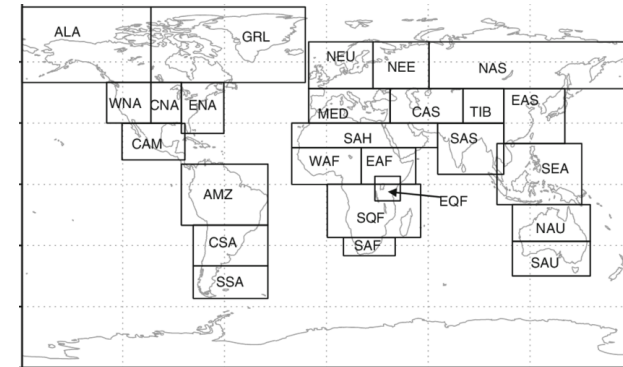 ALA
GRL
NEU
NEE
NAS
WNA
CNA
ENA
MED
CAS
TIB
EAS
CAM
SAH
SAS
WAF
EAF
SEA
AMZ
EQF
SQF
NAU
CSA
SAF
SAU
SSA